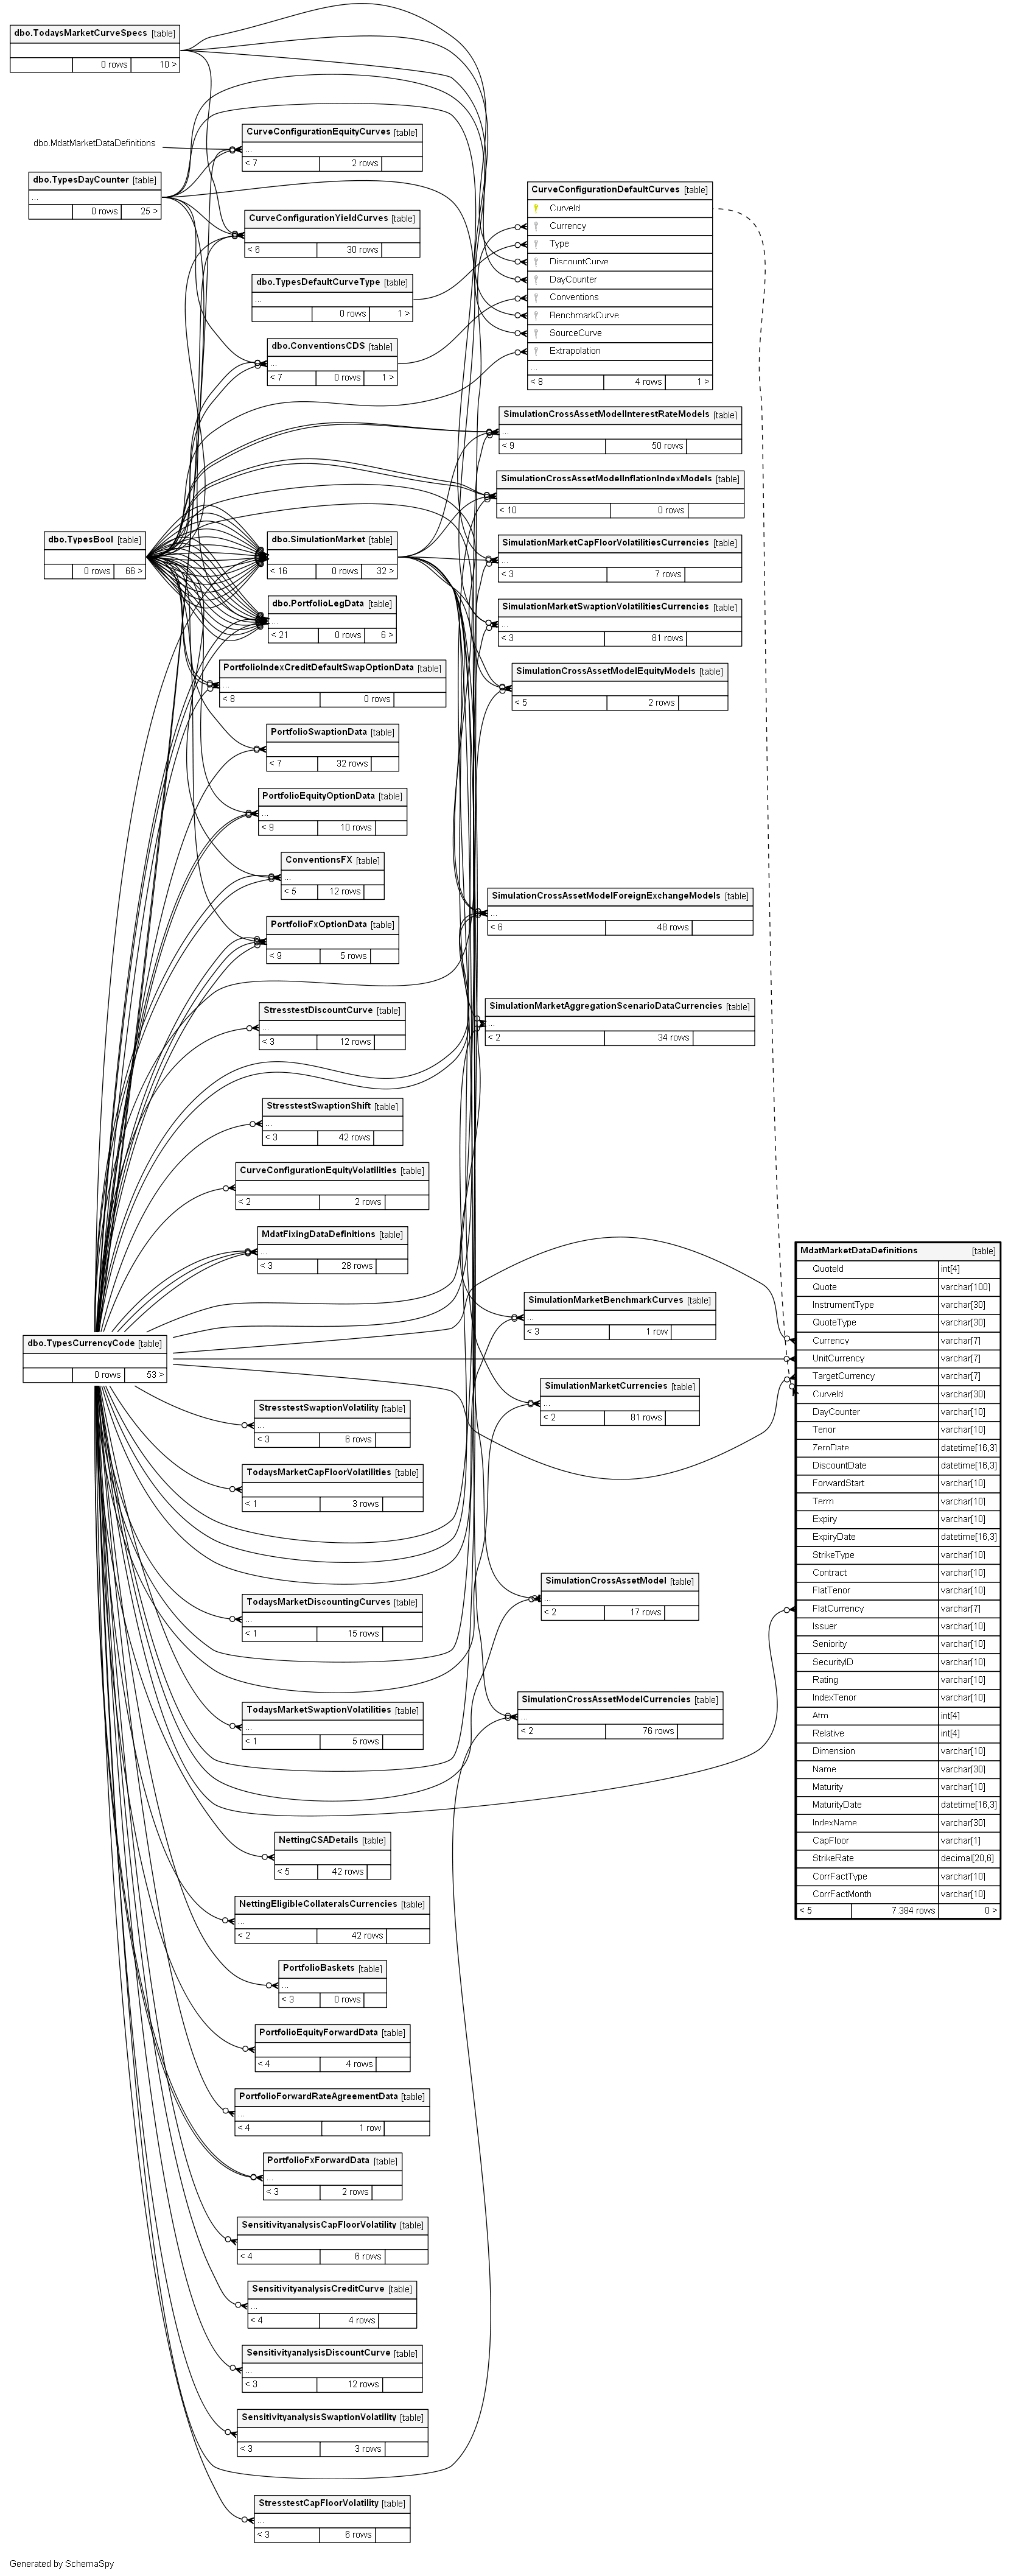 dbo.TodaysMarketCurveSpecs [table]
0 rows 10 >
dbo.MdatMarketDataDefinitions
dbo.TypesDayCounter [table]
...
0 rows 25 >
CurveConfigurationEquityCurves [table]
...
< 7 2 rows
CurveConfigurationYieldCurves [table]
< 6 30 rows
dbo.TypesDefaultCurveType [table]
...
0 rows 1 >
dbo.ConventionsCDS [table]
...
< 7 0 rows 1 >
CurveConfigurationDefaultCurves [table]
CurveId
Currency
Type
DiscountCurve
DayCounter
Conventions
BenchmarkCurve
SourceCurve
Extrapolation
...
< 8 4 rows 1 >
SimulationCrossAssetModelInterestRateModels [table]
...
< 9 50 rows
SimulationCrossAssetModelInflationIndexModels [table]
< 10 0 rows
dbo.TypesBool [table]
0 rows 66 >
dbo.SimulationMarket [table]
< 16 0 rows 32 >
SimulationMarketCapFloorVolatilitiesCurrencies [table]
...
< 3 7 rows
dbo.PortfolioLegData [table]
...
< 21 0 rows 6 >
SimulationMarketSwaptionVolatilitiesCurrencies [table]
...
< 3 81 rows
PortfolioIndexCreditDefaultSwapOptionData [table]
...
< 8 0 rows
SimulationCrossAssetModelEquityModels [table]
< 5 2 rows
PortfolioSwaptionData [table]
...
< 7 32 rows
PortfolioEquityOptionData [table]
...
< 9 10 rows
ConventionsFX [table]
...
< 5 12 rows
PortfolioFxOptionData [table]
...
< 9 5 rows
SimulationCrossAssetModelForeignExchangeModels [table]
...
< 6 48 rows
StresstestDiscountCurve [table]
...
< 3 12 rows
SimulationMarketAggregationScenarioDataCurrencies [table]
...
< 2 34 rows
StresstestSwaptionShift [table]
...
< 3 42 rows
CurveConfigurationEquityVolatilities [table]
< 2 2 rows
MdatFixingDataDefinitions [table]
...
< 3 28 rows
dbo.TypesCurrencyCode [table]
0 rows 53 >
SimulationMarketBenchmarkCurves [table]
...
< 3 1 row
SimulationMarketCurrencies [table]
...
< 2 81 rows
StresstestSwaptionVolatility [table]
...
< 3 6 rows
TodaysMarketCapFloorVolatilities [table]
...
< 1 3 rows
SimulationCrossAssetModel [table]
...
< 2 17 rows
TodaysMarketDiscountingCurves [table]
...
< 1 15 rows
SimulationCrossAssetModelCurrencies [table]
...
< 2 76 rows
TodaysMarketSwaptionVolatilities [table]
...
< 1 5 rows
MdatMarketDataDefinitions [table]
QuoteId int[4]
Quote varchar[100]
InstrumentType varchar[30]
QuoteType varchar[30]
Currency varchar[7]
UnitCurrency varchar[7]
TargetCurrency varchar[7]
CurveId varchar[30]
DayCounter varchar[10]
Tenor varchar[10]
ZeroDate datetime[16,3]
DiscountDate datetime[16,3]
ForwardStart varchar[10]
Term varchar[10]
Expiry varchar[10]
ExpiryDate datetime[16,3]
StrikeType varchar[10]
Contract varchar[10]
FlatTenor varchar[10]
FlatCurrency varchar[7]
Issuer varchar[10]
Seniority varchar[10]
SecurityID varchar[10]
Rating varchar[10]
IndexTenor varchar[10]
Atm int[4]
Relative int[4]
Dimension varchar[10]
Name varchar[30]
Maturity varchar[10]
MaturityDate datetime[16,3]
IndexName varchar[30]
CapFloor varchar[1]
StrikeRate decimal[20,6]
CorrFactType varchar[10]
CorrFactMonth varchar[10]
< 5 7.384 rows 0 >
NettingCSADetails [table]
< 5 42 rows
NettingEligibleCollateralsCurrencies [table]
...
< 2 42 rows
PortfolioBaskets [table]
...
< 3 0 rows
PortfolioEquityForwardData [table]
< 4 4 rows
PortfolioForwardRateAgreementData [table]
...
< 4 1 row
PortfolioFxForwardData [table]
...
< 3 2 rows
SensitivityanalysisCapFloorVolatility [table]
< 4 6 rows
SensitivityanalysisCreditCurve [table]
...
< 4 4 rows
SensitivityanalysisDiscountCurve [table]
...
< 3 12 rows
SensitivityanalysisSwaptionVolatility [table]
< 3 3 rows
StresstestCapFloorVolatility [table]
...
< 3 6 rows
Generated by SchemaSpy